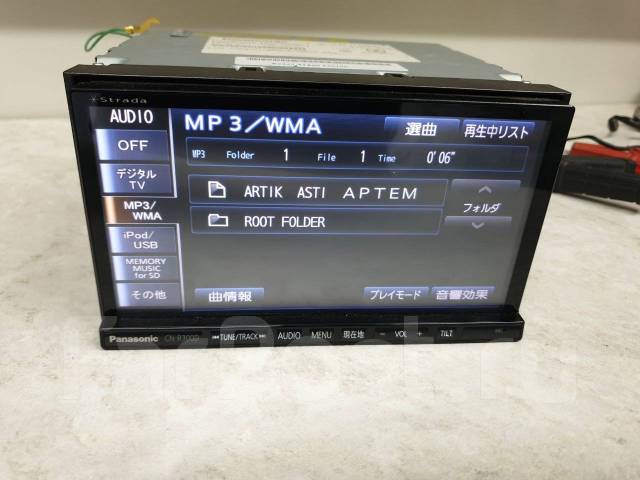 Strada
AUDIO
MP3/WMA
選曲
再生中リスト
OFF
MP3 Folder 1 File 1 Time 0'06"
デジタル
TV
ARTIK ASTI АРТЕМ
フォルダ
MP3/
WMA
ROOT FOLDER
iPod/
USB
MEMORY
MUSIC
for SD
その他
曲情報
プレイモード
音響効果
Panasonic
TUNE/TRACK
AUDIO
MENU
現在地
- VOL +
TILT